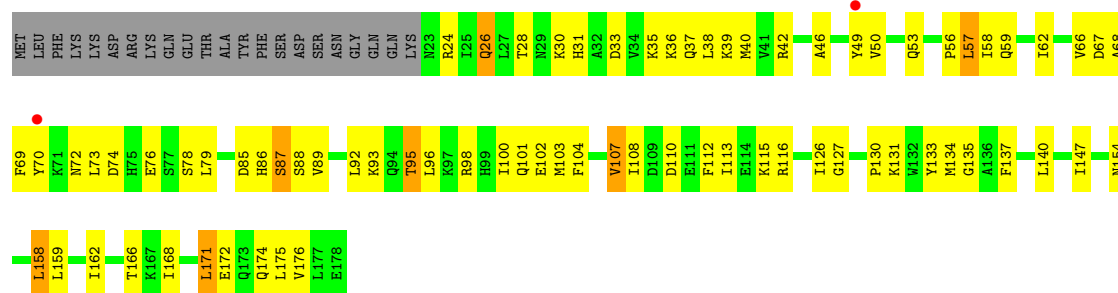 MET LEU PHE LYS LYS ASP ARG LYS GLN GLU THR ALA TYR PHE SER ASP SER ASN GLY GLN GLN LYS N23 R24 I25 Q26 L27 T28 N29 K30 H31 A32 D33 V34 K35 K36 Q37 L38 K39 M40 V41 R42 A46 Y49 V50 Q53 P56 L57 I58 Q59 I62 V66 D67 A68
F69 Y70 K71 N72 L73 D74 H75 E76 S77 S78 L79 D85 H86 S87 S88 V89 L92 K93 Q94 T95 L96 K97 R98 H99 I100 Q101 E102 M103 F104 V107 I108 D109 D110 E111 F112 I113 E114 K115 R116 I126 G127 P130 K131 W132 Y133 M134 G135 A136 F137 L140 I147 N154
L158 L159 I162 T166 K167 I168 L171 E172 Q173 Q174 L175 V176 L177 E178